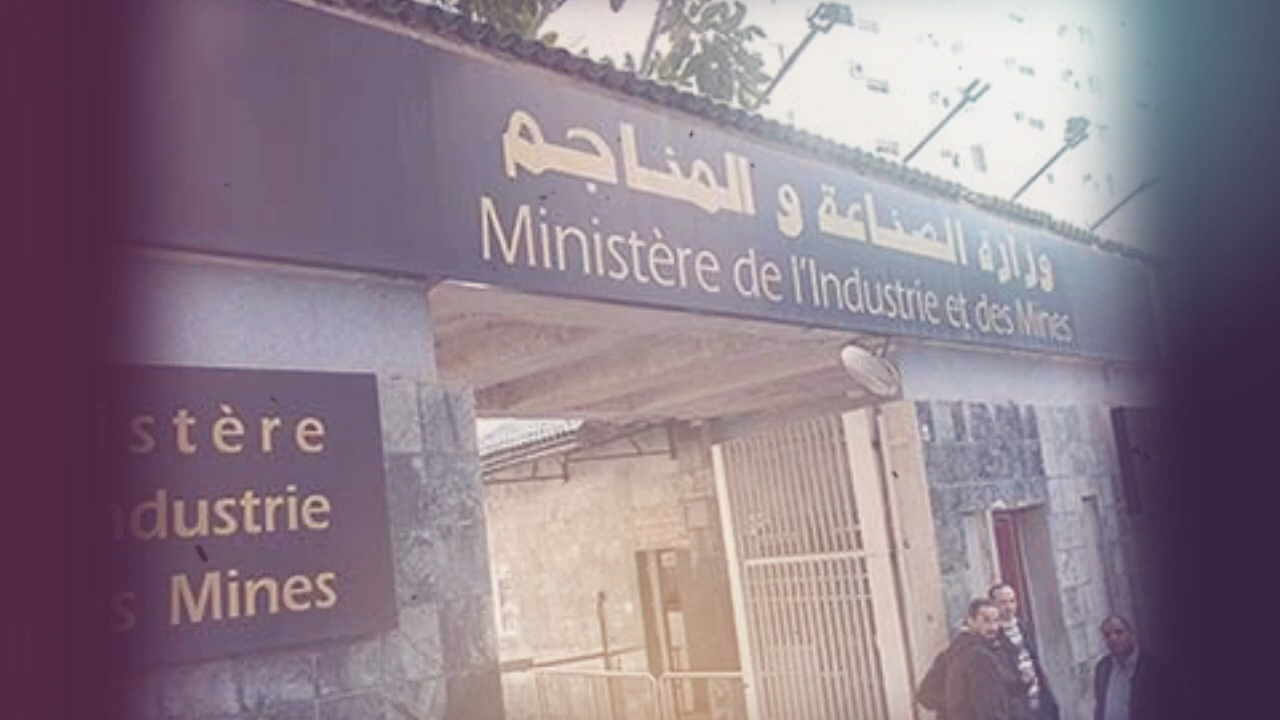 وزارة الصناعة و المناجم
Ministère de l'Industrie et des Mines
stère
ndustrie
s Mines